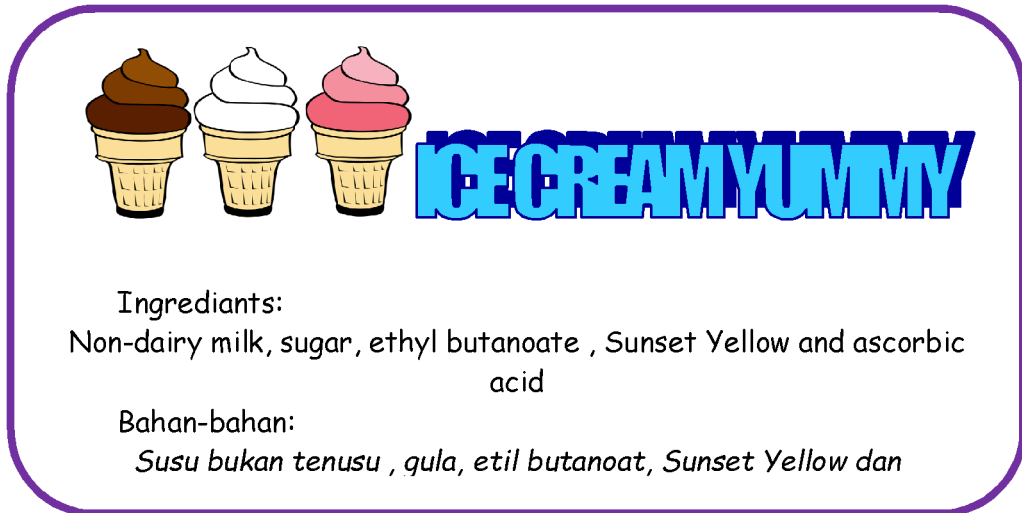 ICE CREAM YUMMY
Ingrediants:
Non-dairy milk, sugar, ethyl butanoate , Sunset Yellow and ascorbic
acid
Bahan-bahan:
Susu bukan tenusu , gula, etil butanoat, Sunset Yellow dan